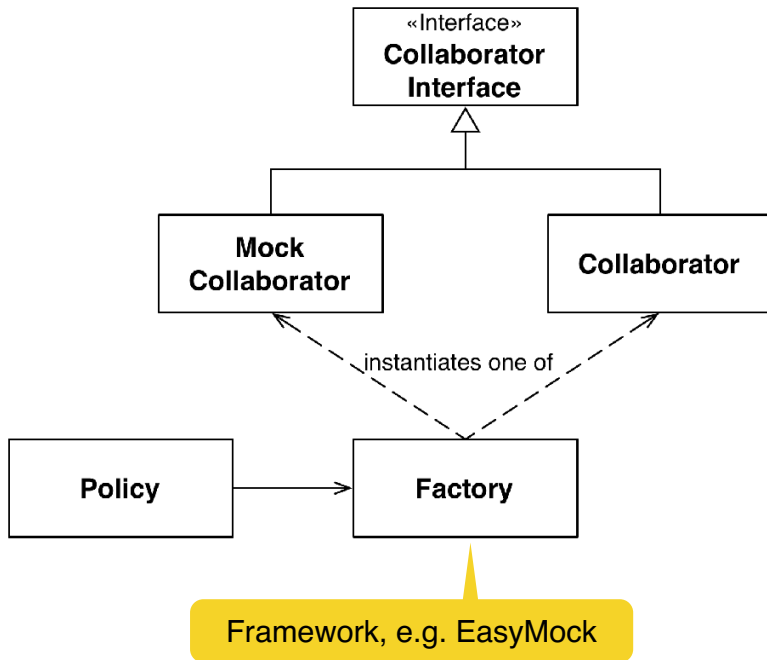 «Interface»
Collaborator
Interface
Mock
Collaborator
Collaborator
instantiates one of
Policy
Factory
Framework, e.g. EasyMock